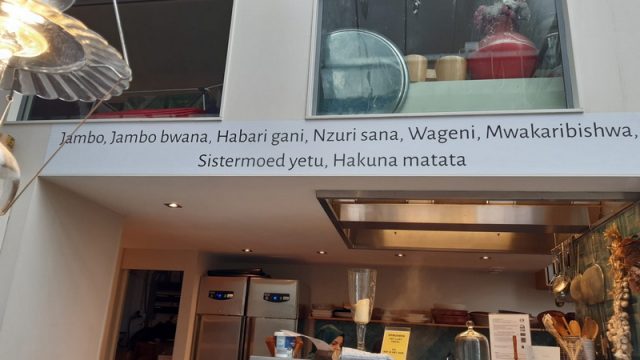 Jambo, Jambo bwana, Habari gani, Nzuri sana, Wageni, Mwakaribishwa,
Sistermoed yetu, Hakuna matata